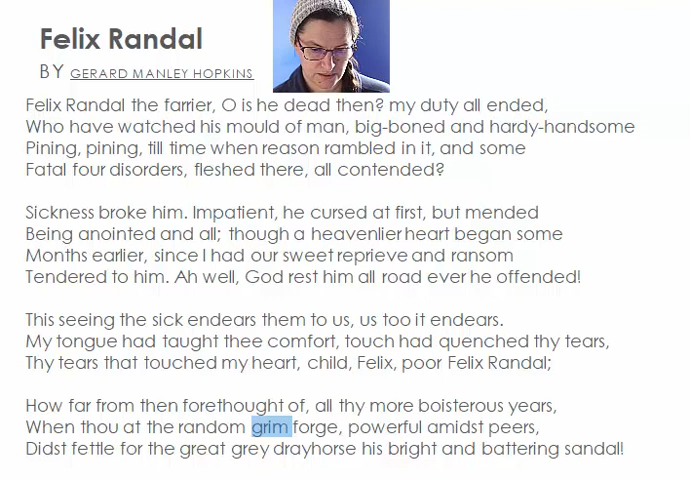 Felix Randal
BY GERARD MANLEY HOPKINS
Felix Randal the farrier, O is he dead then? my duty all ended,
Who have watched his mould of man, big-boned and hardy-handsome
Pining, pining, till time when reason rambled in it, and some
Fatal four disorders, fleshed there, all contended?
Sickness broke him. Impatient, he cursed at first, but mended
Being anointed and all; though a heavenlier heart began some
Months earlier, since I had our sweet reprieve and ransom
Tendered to him. Ah well, God rest him all road ever he offended!
This seeing the sick endears them to us, us too it endears.
My tongue had taught thee comfort, touch had quenched thy tears,
Thy tears that touched my heart, child, Felix, poor Felix Randal;
How far from then forethought of, all thy more boisterous years,
When thou at the random grim forge, powerful amidst peers,
Didst fettle for the great grey drayhorse his bright and battering sandal!